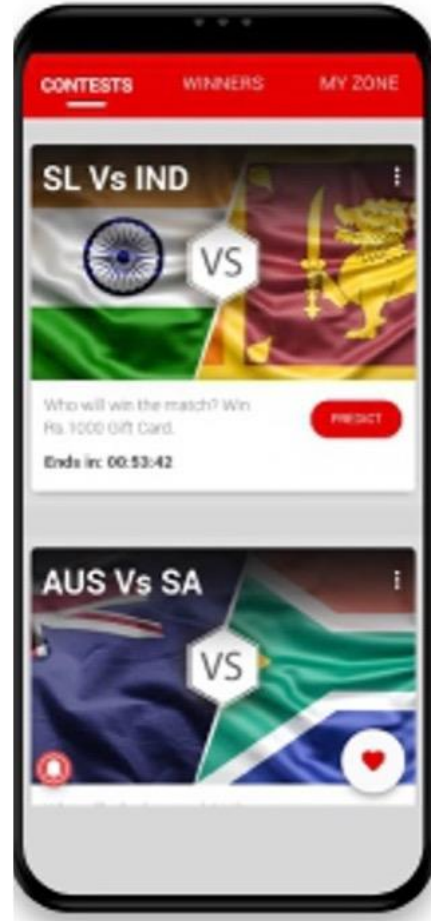 CONTESTS WINNERS MY ZONE
SL Vs IND
VS
Who will win the match? Win
Rs.1000 Gift Card.
PREDICT
Ends in: 00:53:42
AUS Vs SA
VS